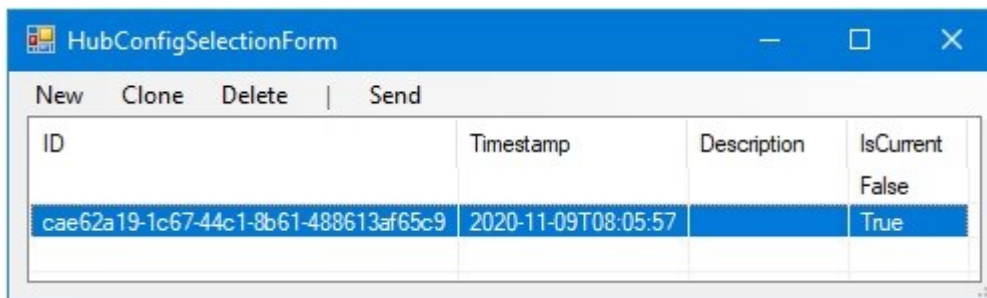 HubConfigSelectionForm
New Clone Delete | Send
ID Timestamp Description IsCurrent
False
cae62a19-1c67-44c1-8b61-488613af65c9 2020-11-09T08:05:57 True